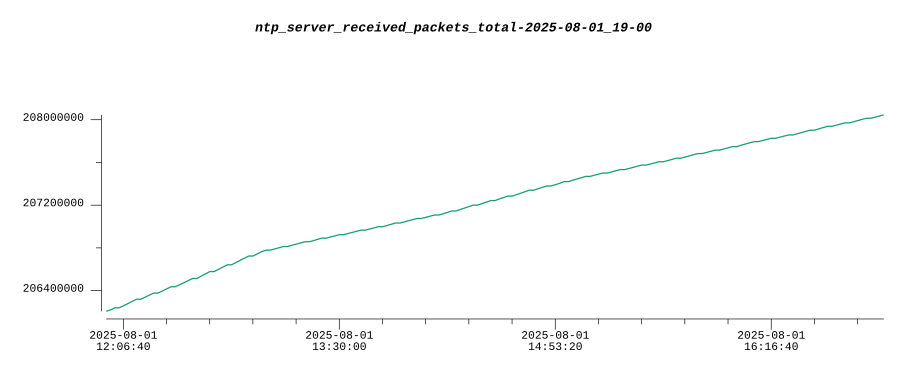 ntp_server_received_packets_total-2025-08-01_19-00
208000000
207200000
206400000
2025-08-01 2025-08-01 2025-08-01 2025-08-01
12:06:40 13:30:00 14:53:20 16:16:40